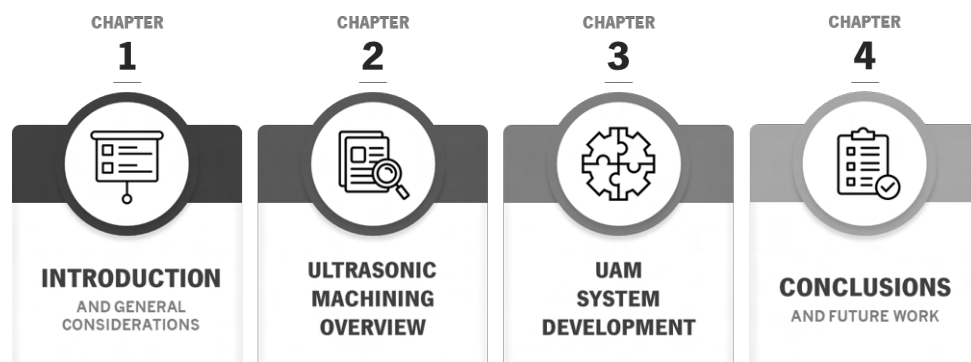 CHAPTER
1
INTRODUCTION
AND GENERAL
CONSIDERATIONS
CHAPTER
2
ULTRASONIC
MACHINING
OVERVIEW
CHAPTER
3
UAM
SYSTEM
DEVELOPMENT
CHAPTER
4
CONCLUSIONS
AND FUTURE WORK